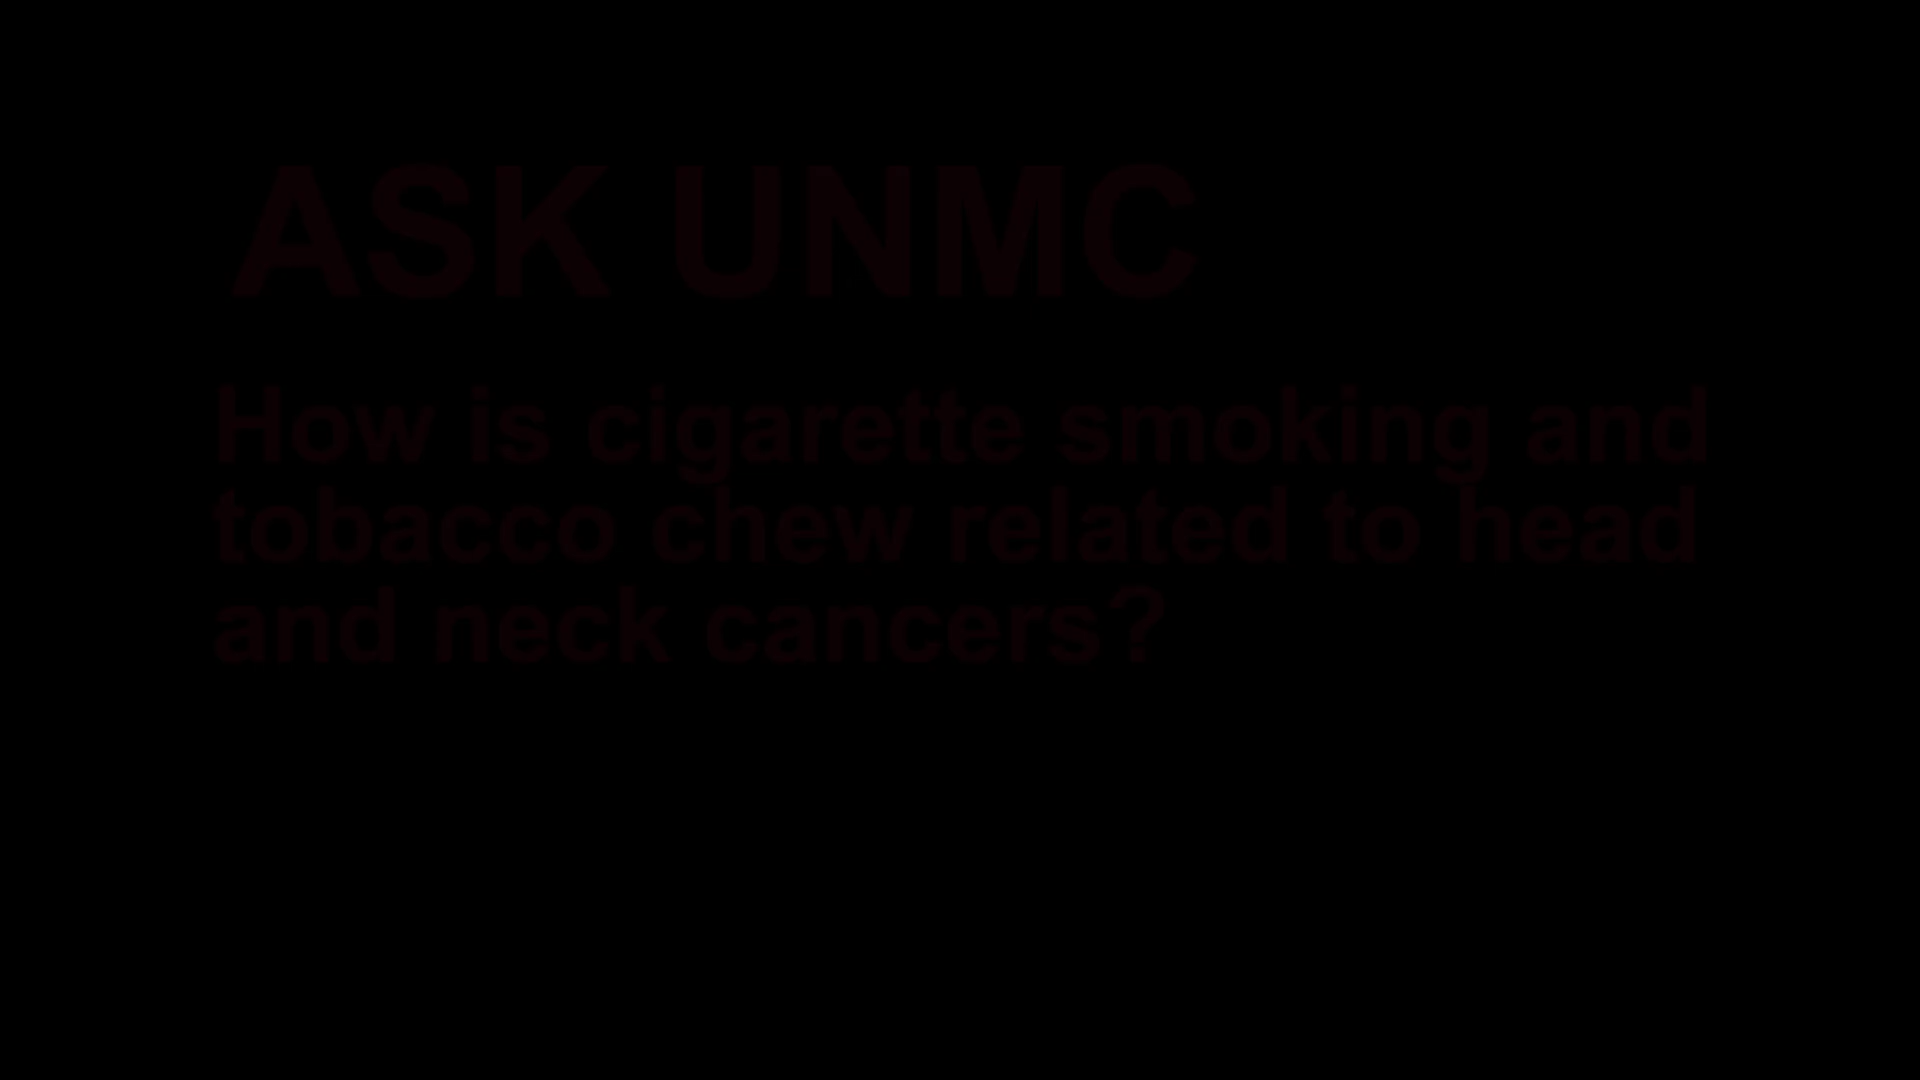 ASK UNMC
How is cigarette smoking and
tobacco chew related to head
and neck cancers?